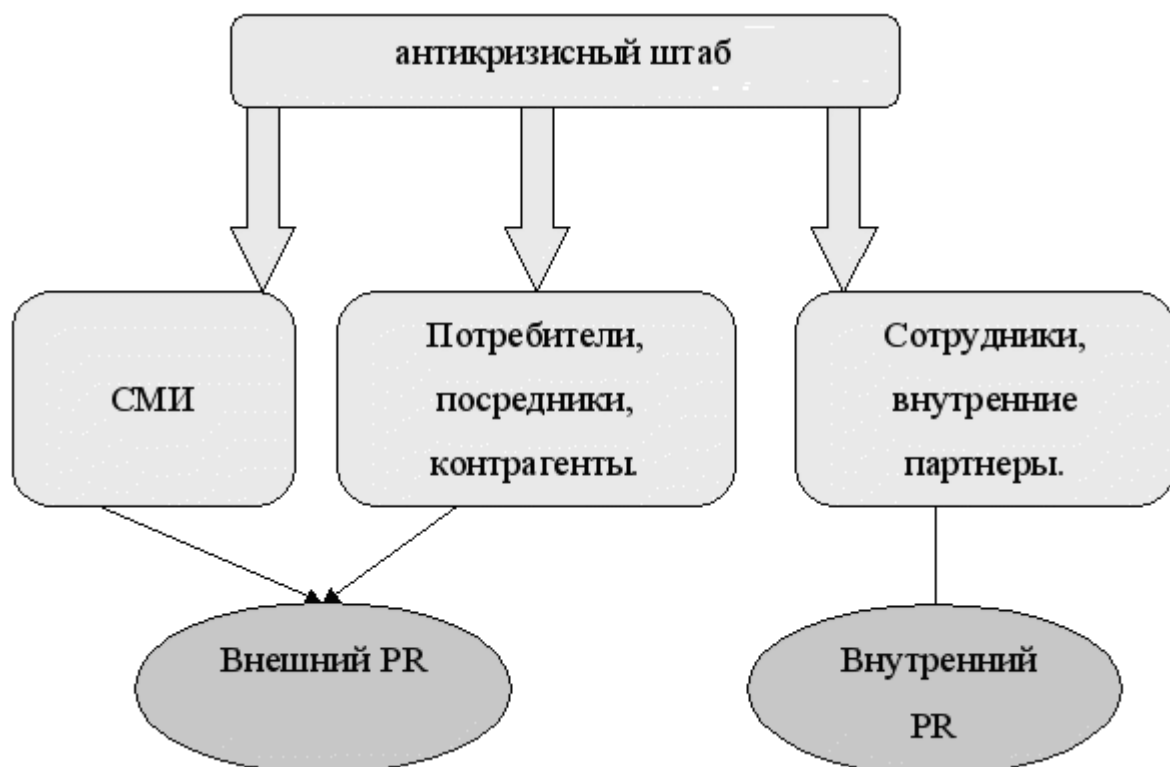 антикризисный штаб
СМИ
Потребители,
посредники,
контрагенты.
Сотрудники,
внутренние
партнеры.
Внешний PR
Внутренний
PR